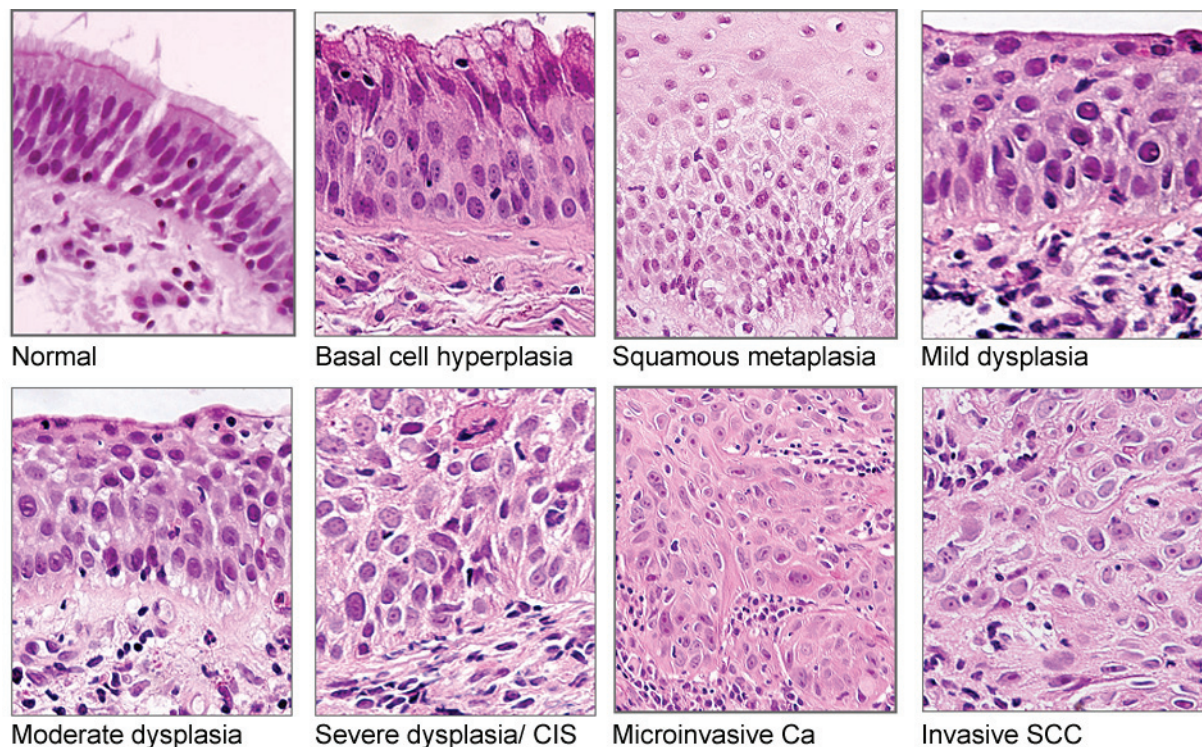 Normal
Basal cell hyperplasia
Squamous metaplasia
Mild dysplasia
Moderate dysplasia
Severe dysplasia/ CIS
Microinvasive Ca
Invasive SCC